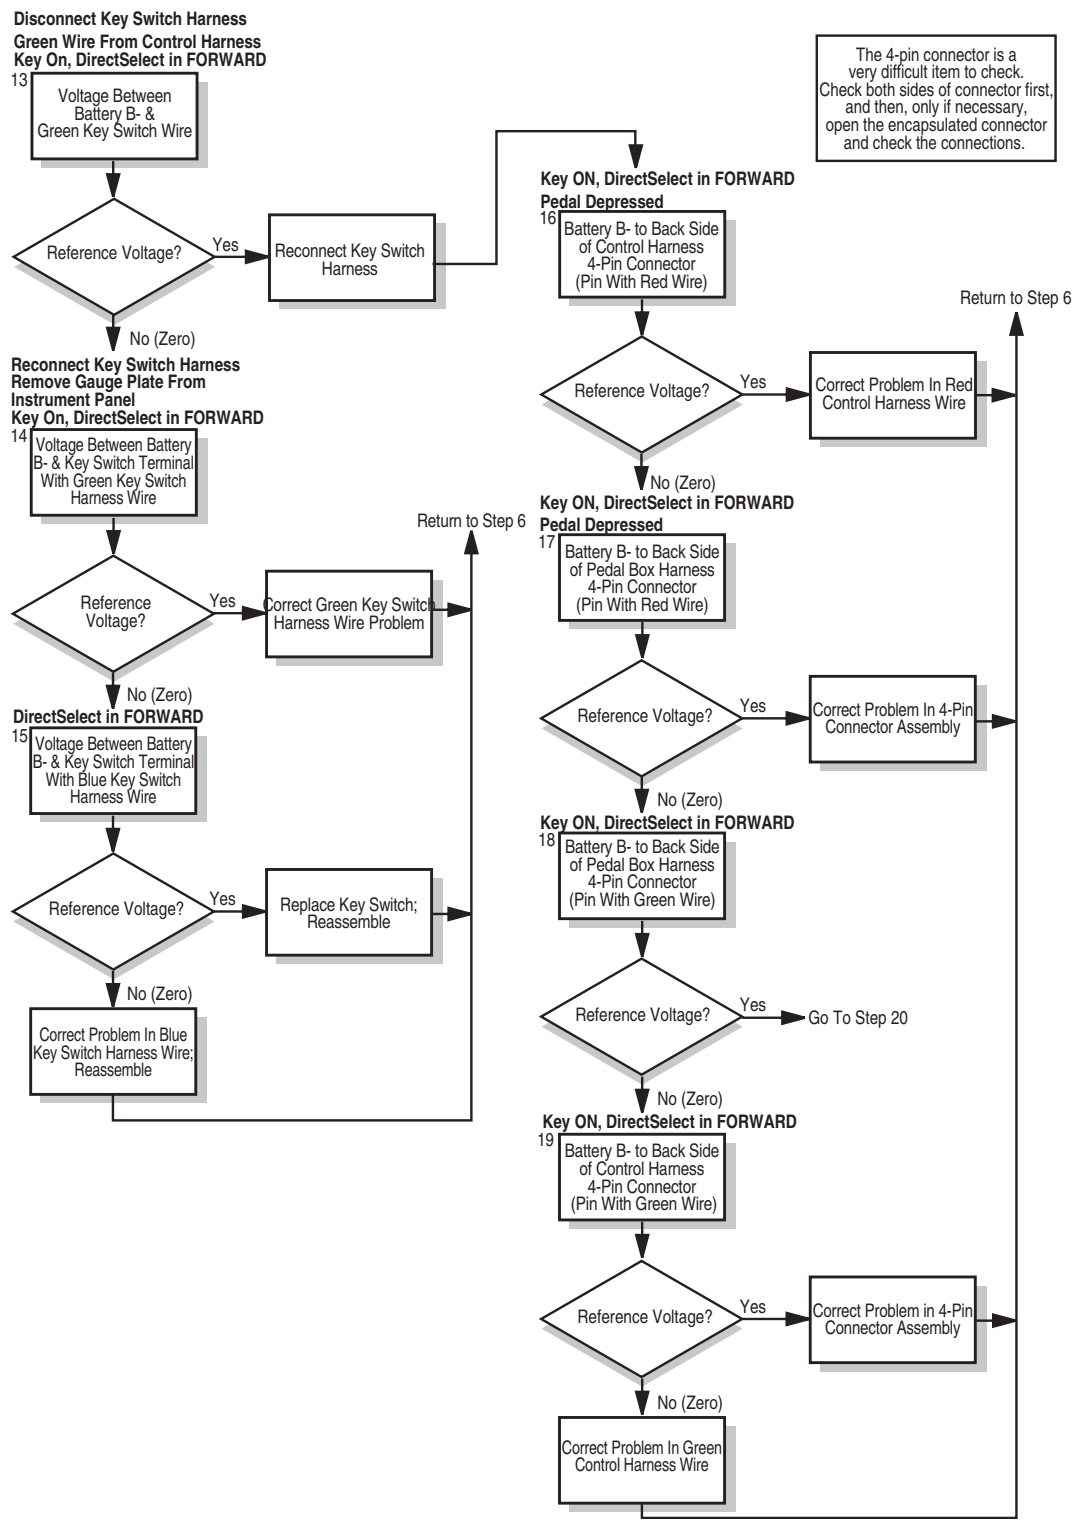 Disconnect Key Switch Harness
Green Wire From Control Harness
Key On, DirectSelect in FORWARD
13
Voltage Between
Battery B- &
Green Key Switch Wire
Reference Voltage?
Yes
Reconnect Key Switch
Harness
No (Zero)
Reconnect Key Switch Harness
Remove Gauge Plate From
Instrument Panel
Key On, DirectSelect in FORWARD
14
Voltage Between Battery
B- & Key Switch Terminal
With Green Key Switch
Harness Wire
Reference
Voltage?
Yes
Correct Green Key Switch
Harness Wire Problem
Return to Step 6
No (Zero)
DirectSelect in FORWARD
15
Voltage Between Battery
B- & Key Switch Terminal
With Blue Key Switch
Harness Wire
Reference Voltage?
Yes
Replace Key Switch;
Reassemble
No (Zero)
Correct Problem In Blue
Key Switch Harness Wire;
Reassemble
The 4-pin connector is a
very difficult item to check.
Check both sides of connector first,
and then, only if necessary,
open the encapsulated connector
and check the connections.
Key ON, DirectSelect in FORWARD
Pedal Depressed
16
Battery B- to Back Side
of Control Harness
4-Pin Connector
(Pin With Red Wire)
Return to Step 6
Reference Voltage?
Yes
Correct Problem In Red
Control Harness Wire
No (Zero)
Key ON, DirectSelect in FORWARD
Pedal Depressed
17
Battery B- to Back Side
of Pedal Box Harness
4-Pin Connector
(Pin With Red Wire)
Reference Voltage?
Yes
Correct Problem In 4-Pin
Connector Assembly
No (Zero)
Key ON, DirectSelect in FORWARD
18
Battery B- to Back Side
of Pedal Box Harness
4-Pin Connector
(Pin With Green Wire)
Reference Voltage?
Yes
Go To Step 20
No (Zero)
Key ON, DirectSelect in FORWARD
19
Battery B- to Back Side
of Control Harness
4-Pin Connector
(Pin With Green Wire)
Reference Voltage?
Yes
Correct Problem in 4-Pin
Connector Assembly
No (Zero)
Correct Problem In Green
Control Harness Wire